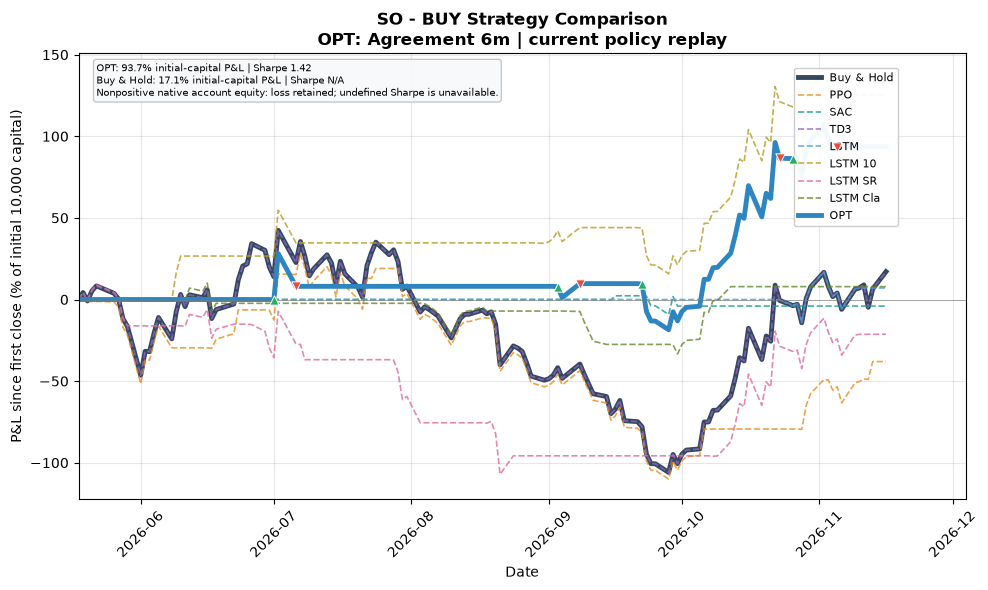 SO - BUY Strategy Comparison
OPT: Agreement 6m | current policy replay
OPT: 93.7% initial-capital P&L | Sharpe 1.42
Buy & Hold: 17.1% initial-capital P&L | Sharpe N/A
Nonpositive native account equity: loss retained; undefined Sharpe is unavailable.
Buy & Hold
PPO
SAC
TD3
LSTM
LSTM 10
LSTM SR
LSTM Cla
OPT
P&L since first close (% of initial 10,000 capital)
150
100
50
0
−50
−100
2026-06
2026-07
2026-08
2026-09
2026-10
2026-11
2026-12
Date